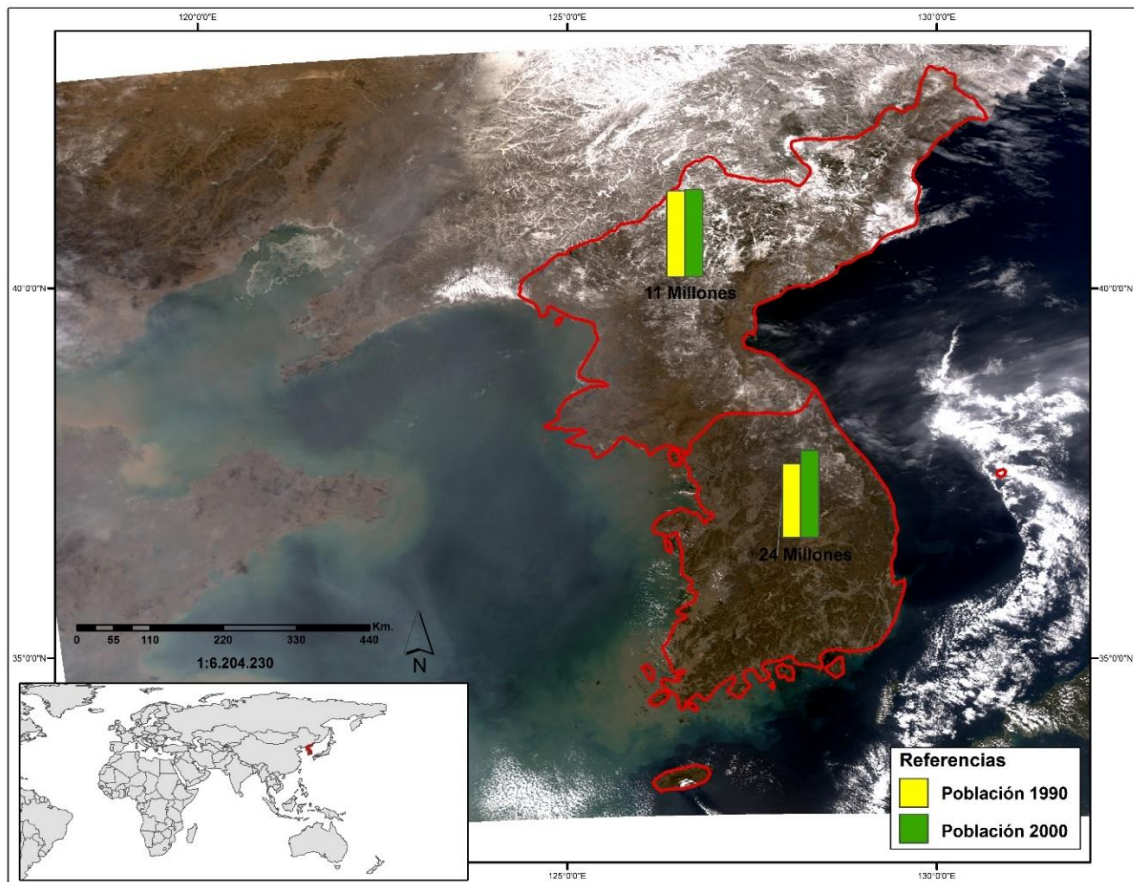 120°0'0"E 125°0'0"E 130°0'0"E
40°0'0"N 40°0'0"N
11 Millones
24 Millones
Km.
0 55 110 220 330 440
1:6.204.230
N
35°0'0"N 35°0'0"N
Referencias
Población 1990
Población 2000
125°0'0"E 130°0'0"E